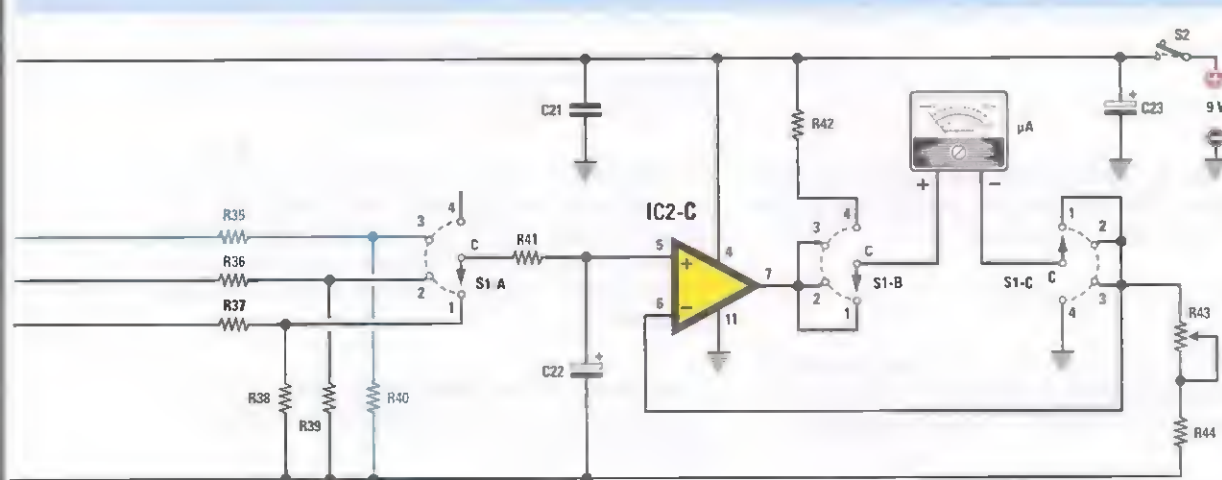 S2
C21
R42
µA
C23
9 V
+
+
-
IC2-C
R35
R36
R37
3
4
C
2
1
S1-A
R41
5
+
4
6
−
11
7
3
4
C
2
1
S1-B
1
2
S1-C
C
3
4
R43
C22
+
R38
R39
R40
R44